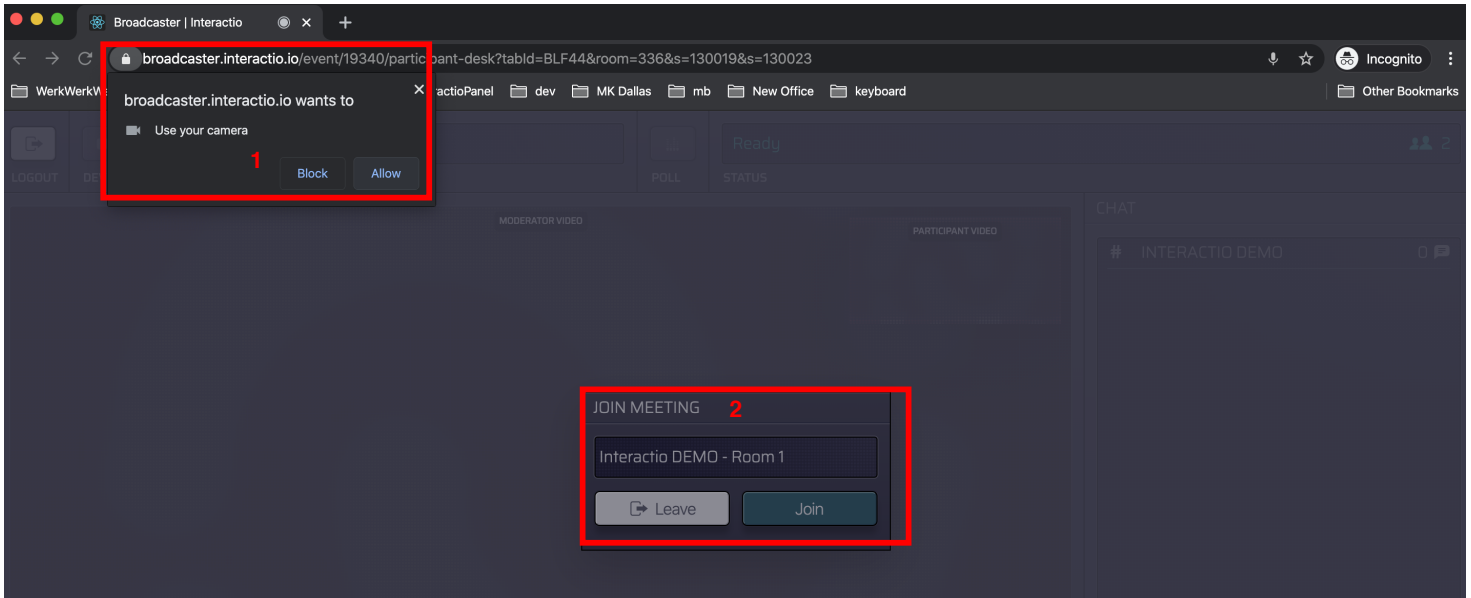 Broadcaster | Interactio
broadcaster.interactio.io/event/19340/partic pant-desk?tabId=BLF44&room=336&s=130019&s=130023
Incognito
WerkWerkW
ractioPanel
dev
MK Dallas
mb
New Office
keyboard
Other Bookmarks
broadcaster.interactio.io wants to
Use your camera
1
Block
Allow
Ready
2
LOGOUT
DE
POLL
STATUS
MODERATOR VIDEO
PARTICIPANT VIDEO
CHAT
# INTERACTIO DEMO 0
JOIN MEETING
2
Interactio DEMO - Room 1
Leave
Join